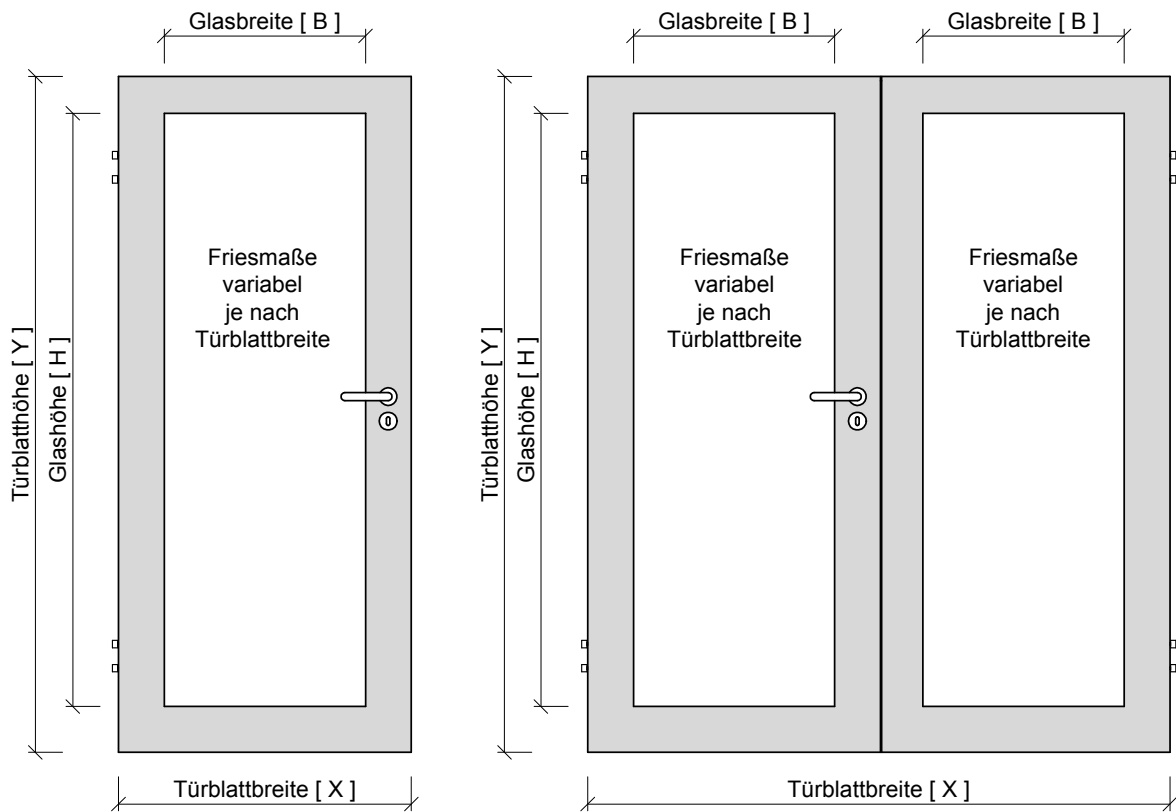 Glasbreite [ B ]
Glasbreite [ B ]
Glasbreite [ B ]
Türblatthöhe [ Y ]
Glashöhe [ H ]
Friesmaße
variabel
je nach
Türblattbreite
Türblatthöhe [ Y ]
Glashöhe [ H ]
Friesmaße
variabel
je nach
Türblattbreite
Friesmaße
variabel
je nach
Türblattbreite
Türblattbreite [ X ]
Türblattbreite [ X ]